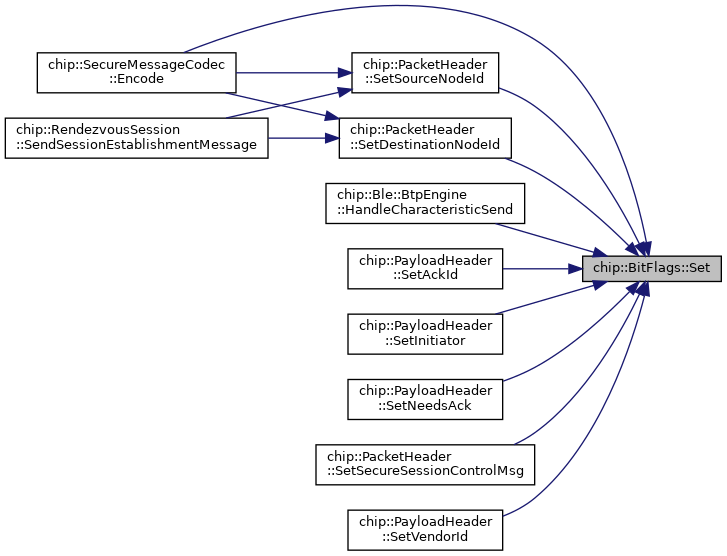 chip::SecureMessageCodec
::Encode
chip::PacketHeader
::SetSourceNodeId
chip::RendezvousSession
::SendSessionEstablishmentMessage
chip::PacketHeader
::SetDestinationNodeId
chip::Ble::BtpEngine
::HandleCharacteristicSend
chip::BitFlags::Set
chip::PayloadHeader
::SetAckId
chip::PayloadHeader
::SetInitiator
chip::PayloadHeader
::SetNeedsAck
chip::PacketHeader
::SetSecureSessionControlMsg
chip::PayloadHeader
::SetVendorId